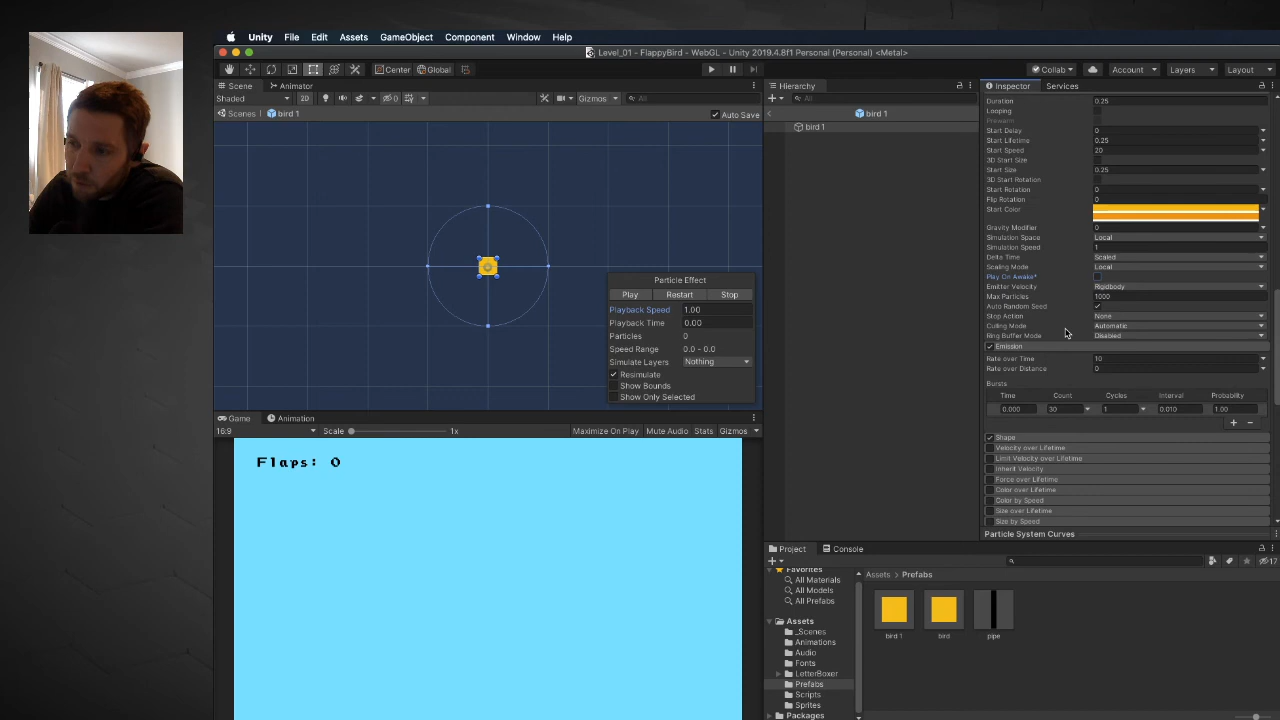 Unity File Edit Assets GameObject Component Window Help
Level_01 - FlappyBird - WebGL - Unity 2019.4.8f1 Personal (Personal) <Metal>
Center Global Collab Account Layers Layout
Scene Animator
Shaded 2D 0 Gizmos All
Scenes bird 1 Auto Save
Particle Effect
Play Restart Stop
Playback Speed 1.00
Playback Time 0.00
Particles 0
Speed Range 0.0 - 0.0
Simulate Layers Nothing
Resimulate
Show Bounds
Show Only Selected
Game Animation
16:9 Scale 1x Maximize On Play Mute Audio Stats Gizmos
Flaps: 0
Hierarchy
All
bird 1
bird 1
Inspector Services
Duration 0.25
Looping
Prewarm
Start Delay 0
Start Lifetime 0.25
Start Speed 20
3D Start Size
Start Size 0.25
3D Start Rotation
Start Rotation 0
Flip Rotation 0
Start Color
Gravity Modifier 0
Simulation Space Local
Simulation Speed 1
Delta Time Scaled
Scaling Mode Local
Play On Awake*
Emitter Velocity Rigidbody
Max Particles 1000
Auto Random Seed
Stop Action None
Culling Mode Automatic
Ring Buffer Mode Disabled
Emission
Rate over Time 10
Rate over Distance 0
Bursts
Time Count Cycles Interval Probability
0.000 30 1 0.010 1.00
Shape
Velocity over Lifetime
Limit Velocity over Lifetime
Inherit Velocity
Force over Lifetime
Color over Lifetime
Color by Speed
Size over Lifetime
Size by Speed
Particle System Curves
Project Console
17
Favorites
All Materials
All Models
All Prefabs
Assets
_Scenes
Animations
Audio
Fonts
LetterBoxer
Prefabs
Scripts
Sprites
Packages
Assets > Prefabs
bird 1 bird pipe